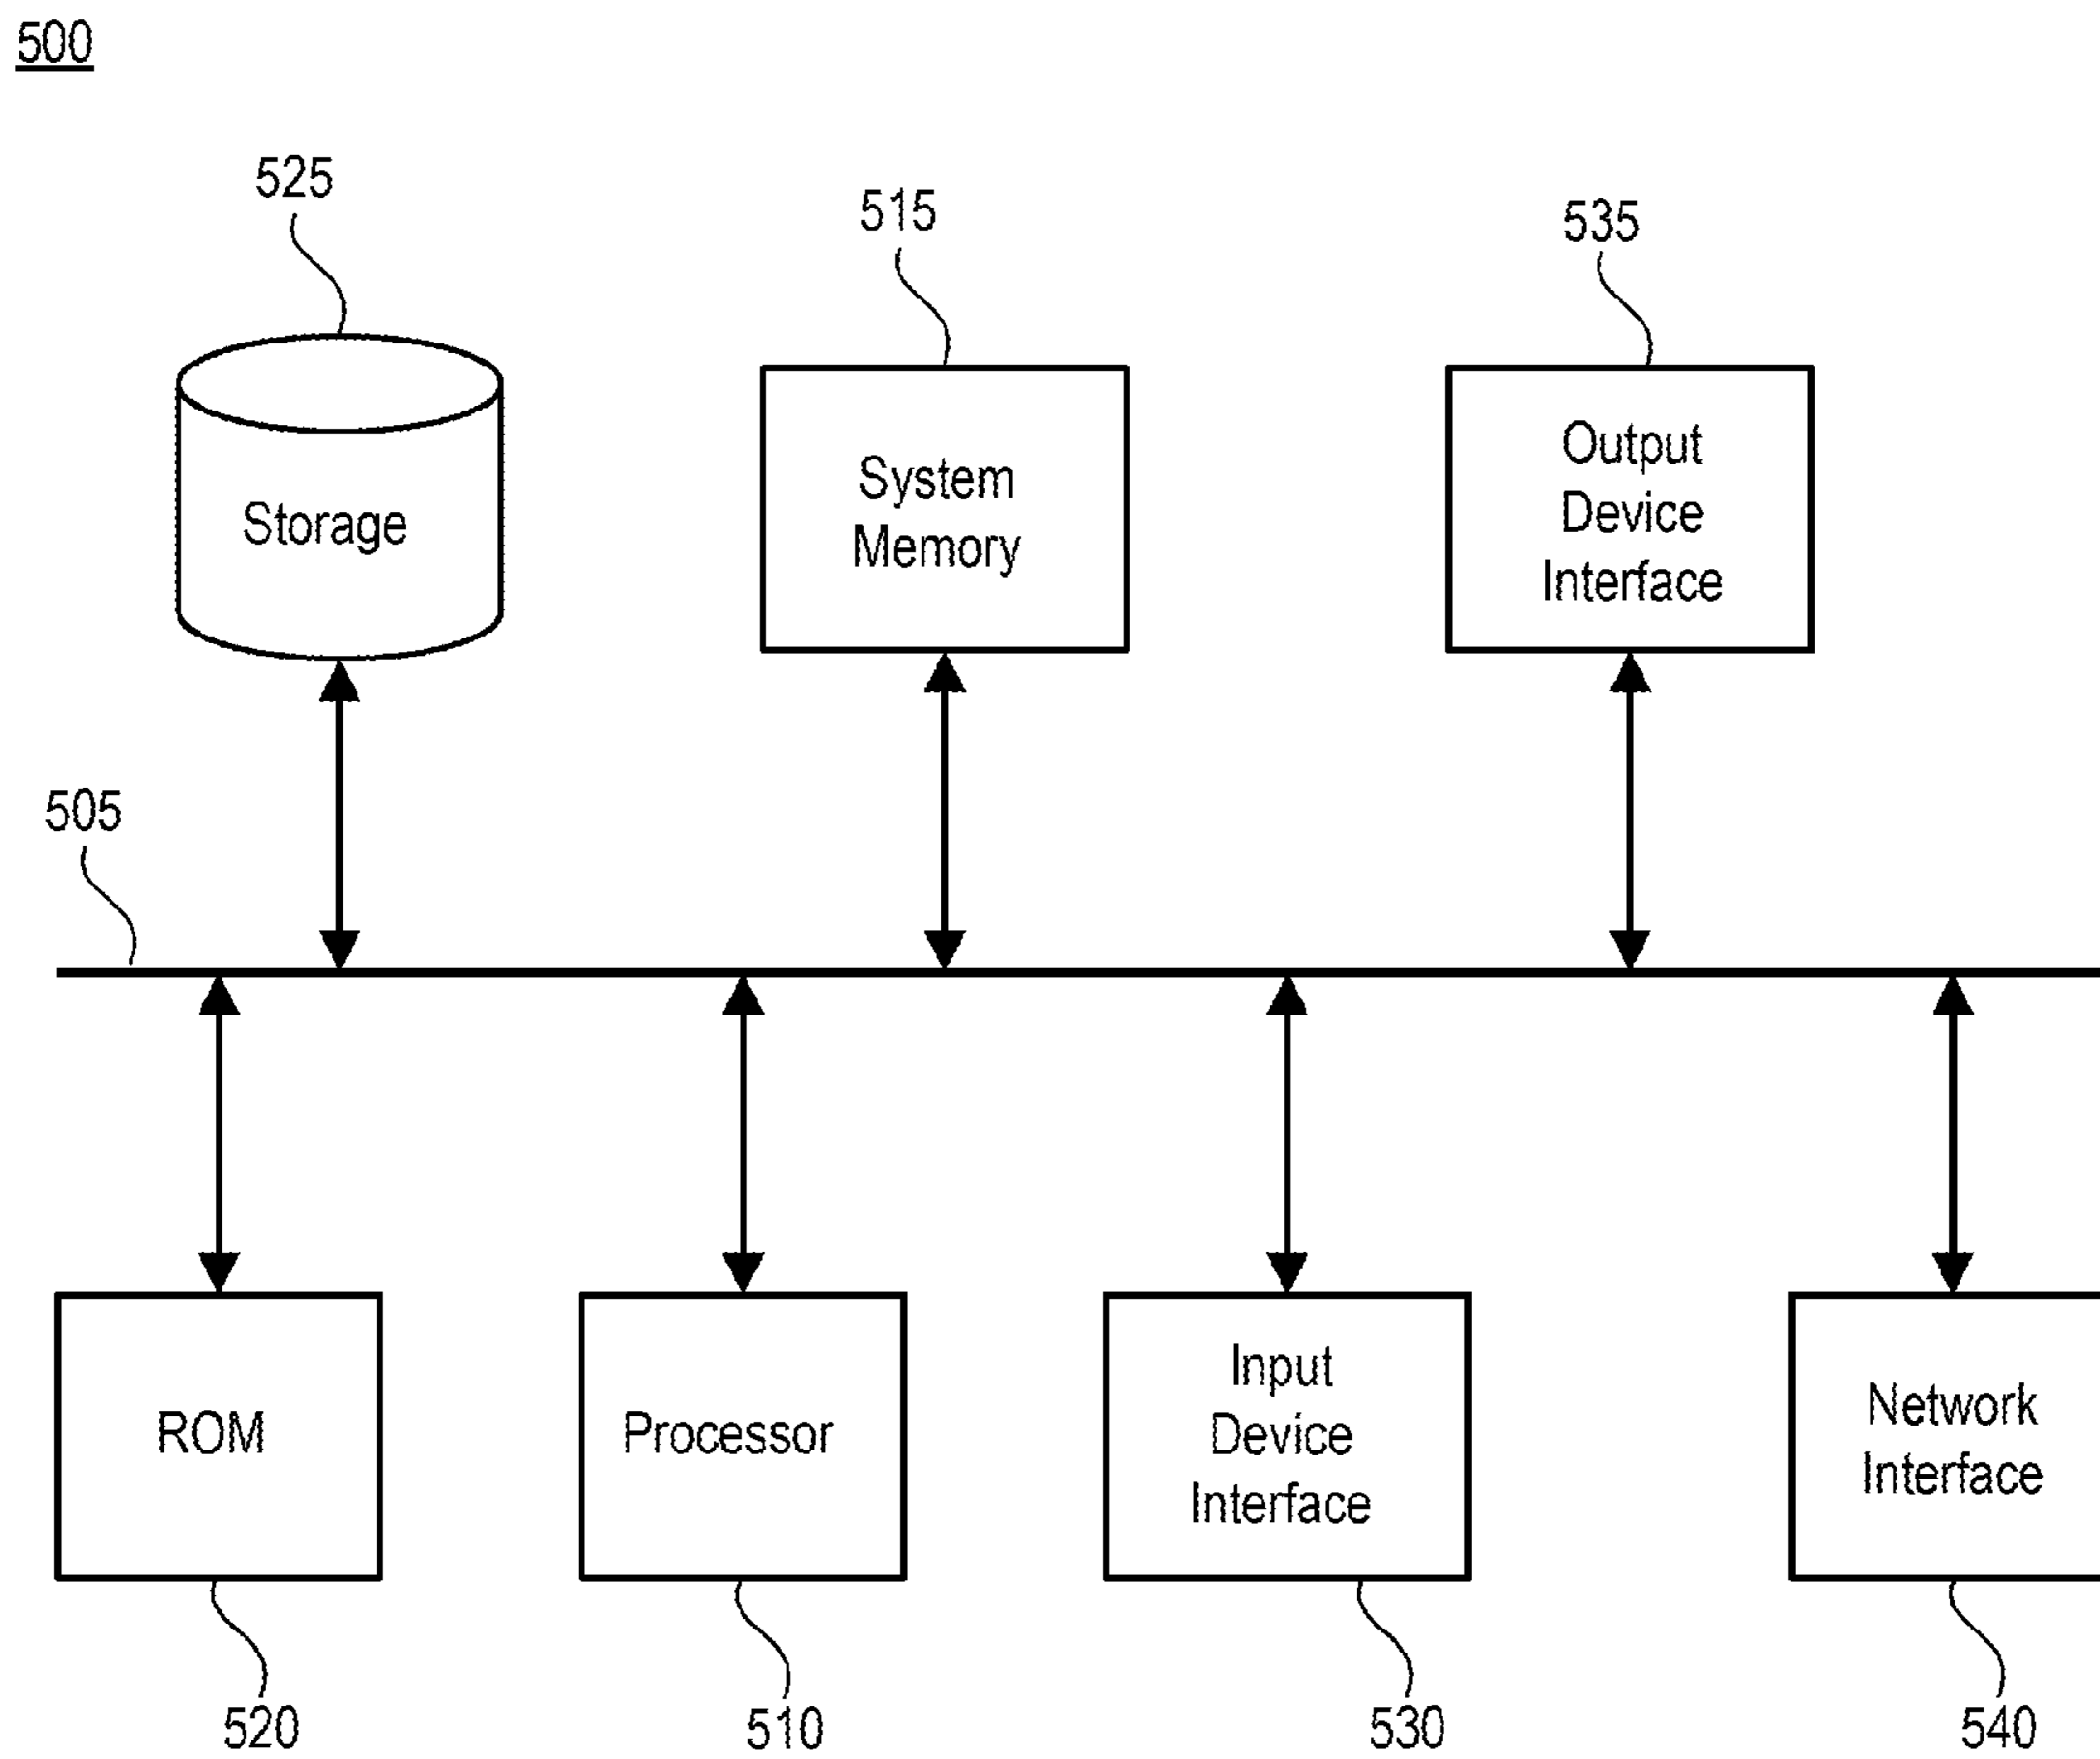 500
525
515
535
Storage
System
Memory
Output
Device
Interface
505
ROM
Processor
Input
Device
Interface
Network
Interface
520
510
530
540